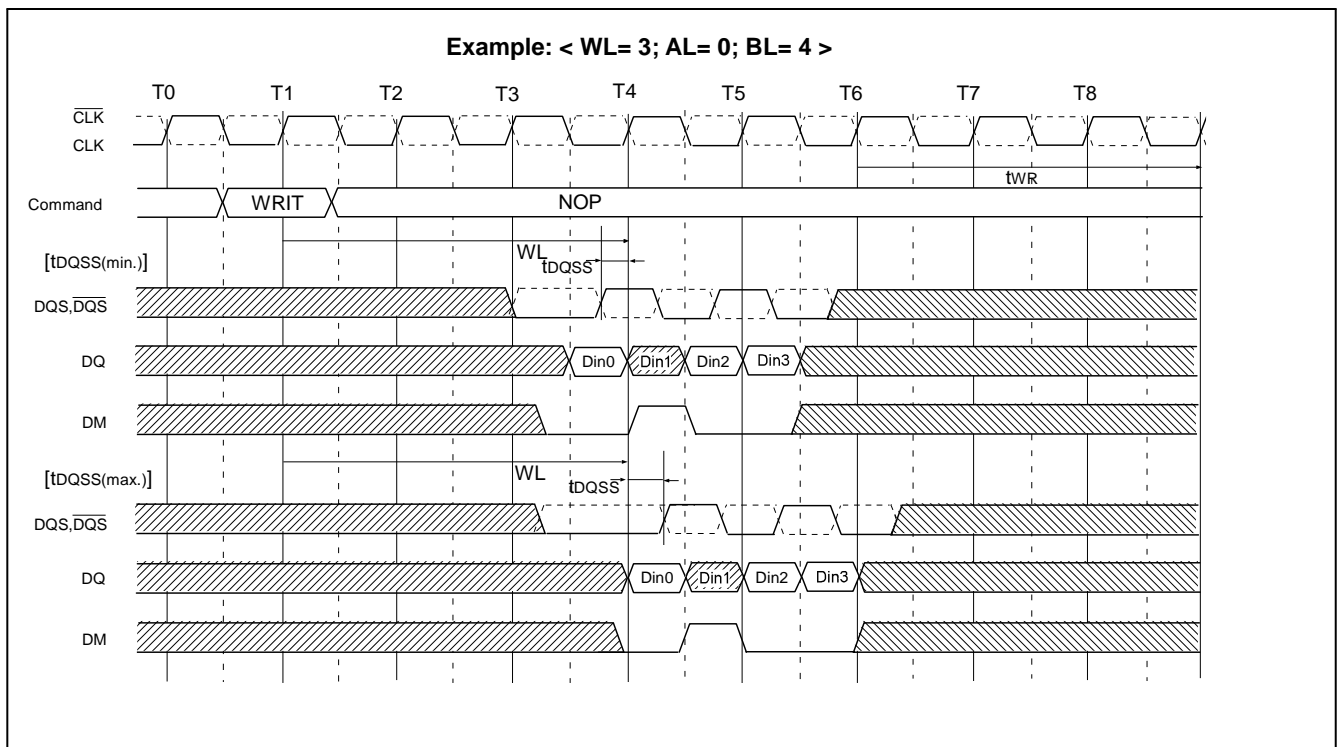 Example: < WL= 3; AL= 0; BL= 4 >
T0 T1 T2 T3 T4 T5 T6 T7 T8
CLK
CLK
tWR
Command WRIT NOP
WL
[tDQSS(min.)] tDQSS
DQS,DQS
DQ Din0 Din1 Din2 Din3
DM
WL
[tDQSS(max.)] tDQSS
DQS,DQS
DQ Din0 Din1 Din2 Din3
DM